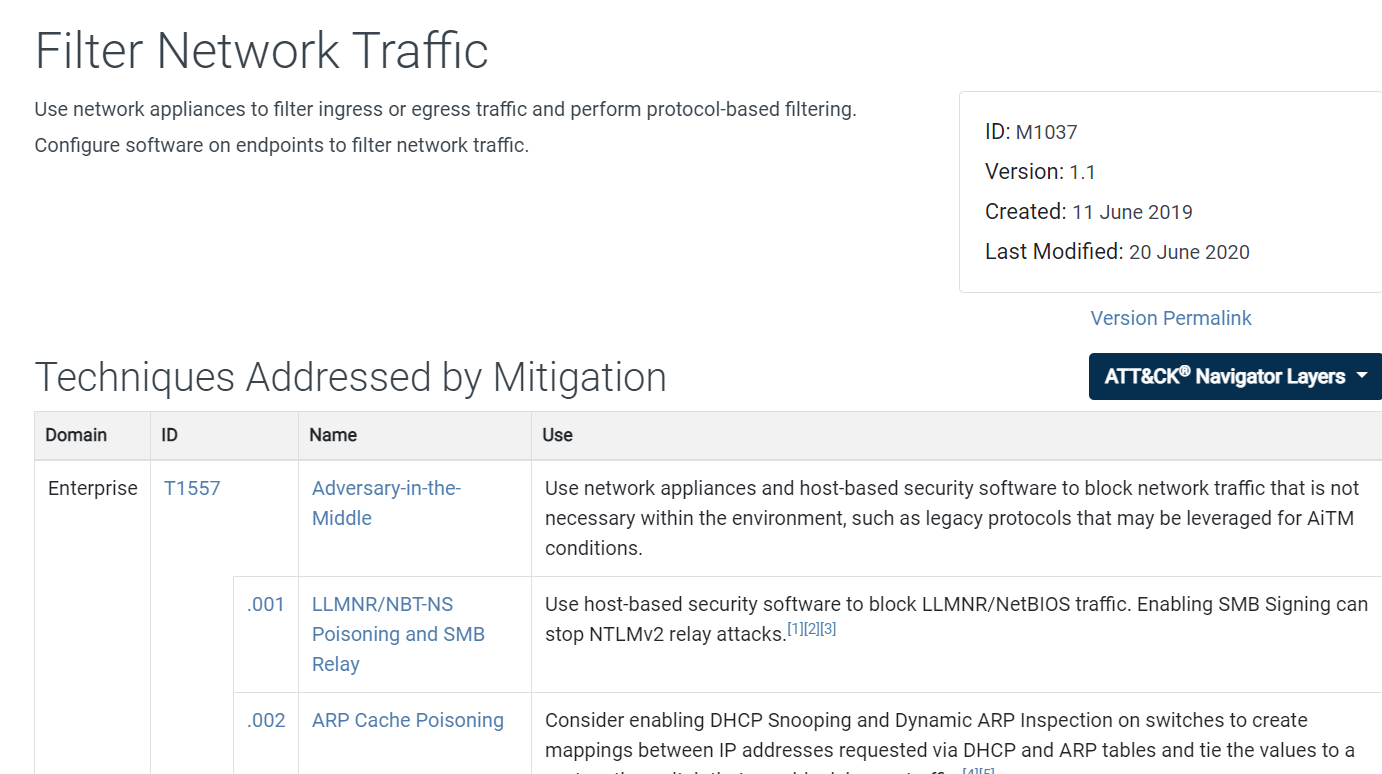 Filter Network Traffic
Use network appliances to filter ingress or egress traffic and perform protocol-based filtering.
Configure software on endpoints to filter network traffic.
ID: M1037
Version: 1.1
Created: 11 June 2019
Last Modified: 20 June 2020
Version Permalink
Techniques Addressed by Mitigation
ATT&CK® Navigator Layers
Domain ID Name Use
Enterprise T1557 Adversary-in-the-
Middle
Use network appliances and host-based security software to block network traffic that is not
necessary within the environment, such as legacy protocols that may be leveraged for AiTM
conditions.
.001 LLMNR/NBT-NS
Poisoning and SMB
Relay
Use host-based security software to block LLMNR/NetBIOS traffic. Enabling SMB Signing can
stop NTLMv2 relay attacks.[1][2][3]
.002 ARP Cache Poisoning
Consider enabling DHCP Snooping and Dynamic ARP Inspection on switches to create
mappings between IP addresses requested via DHCP and ARP tables and tie the values to a
[4][5]